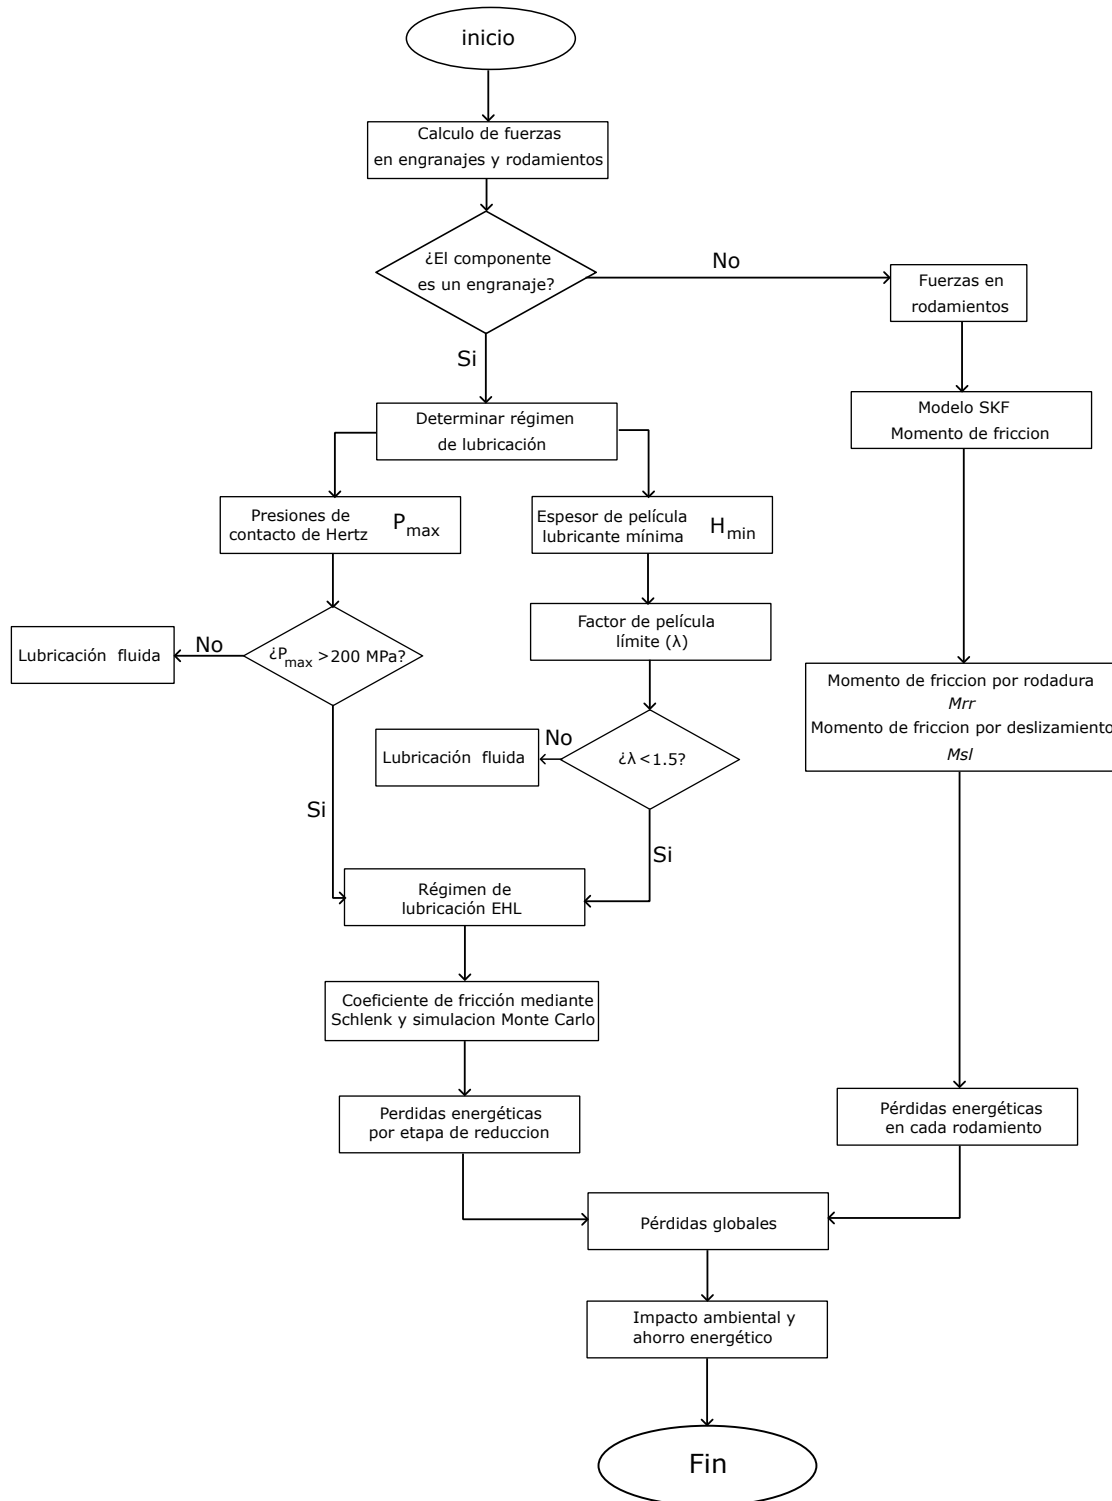 inicio
Calculo de fuerzas
en engranajes y rodamientos
¿El componente
es un engranaje?
No
Fuerzas en
rodamientos
Si
Determinar régimen
de lubricación
Modelo SKF
Momento de friccion
Presiones de
contacto de Hertz P_max
Espesor de película
lubricante mínima H_min
Factor de película
límite (λ)
Lubricación fluida
No
¿P_max >200 MPa?
Momento de friccion por rodadura
Mrr
Momento de friccion por deslizamiento
Msl
Lubricación fluida
No
¿λ<1.5?
Si
Si
Régimen de
lubricación EHL
Coeficiente de fricción mediante
Schlenk y simulacion Monte Carlo
Perdidas energéticas
por etapa de reduccion
Pérdidas energéticas
en cada rodamiento
Pérdidas globales
Impacto ambiental y
ahorro energético
Fin